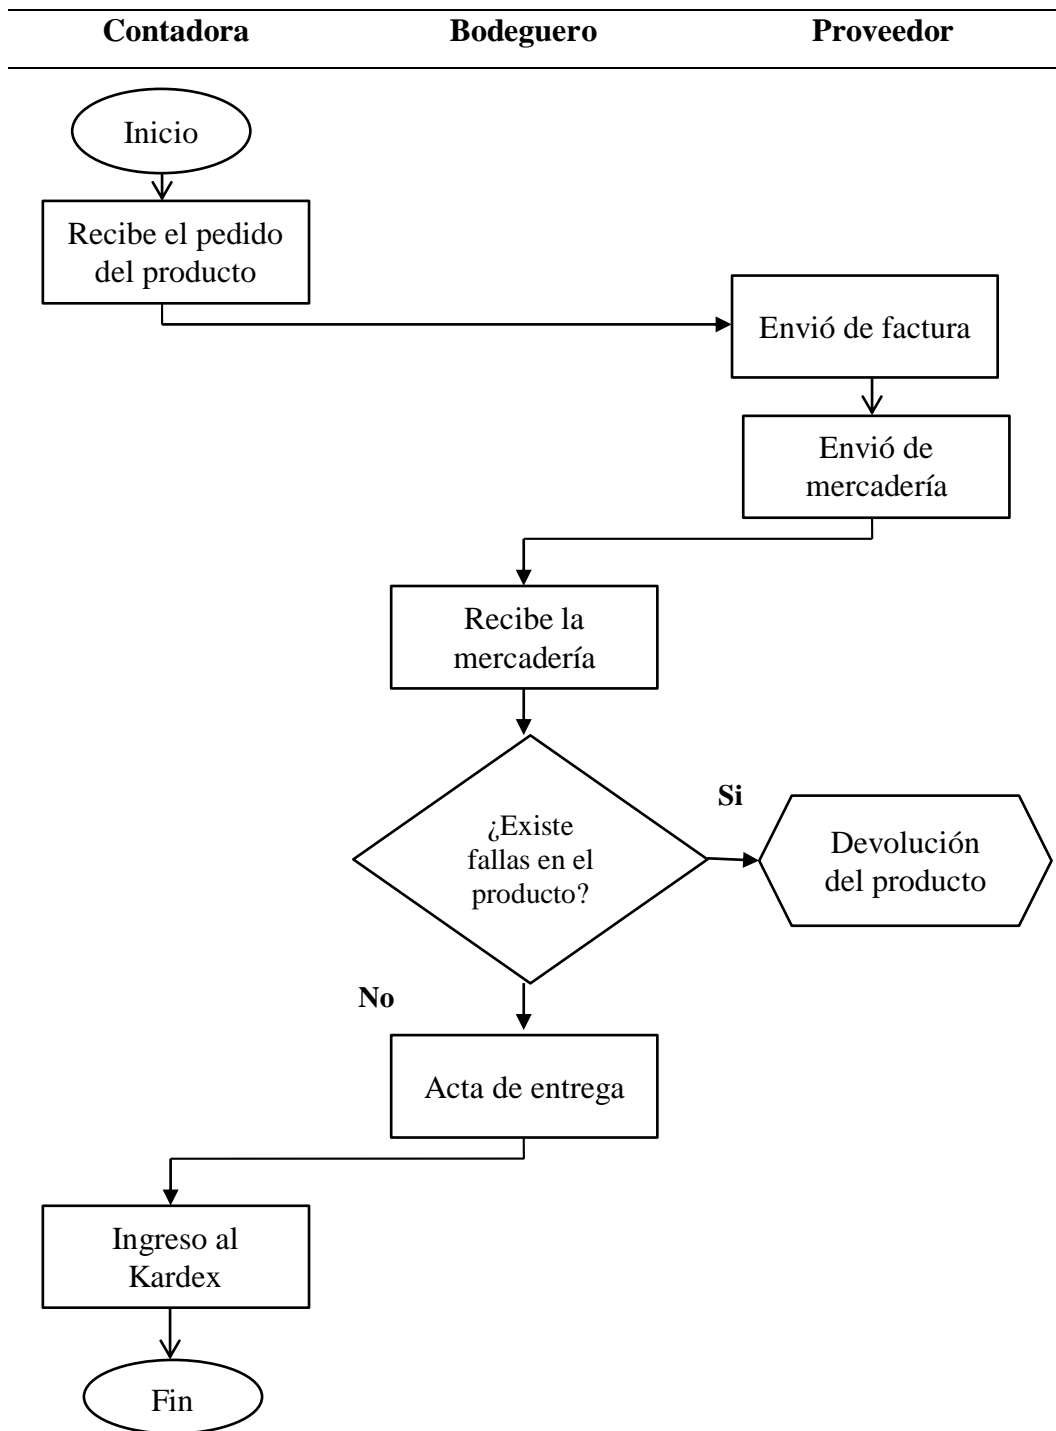 Contadora Bodeguero Proveedor
Inicio
Recibe el pedido
del producto
Envió de factura
Envió de
mercadería
Recibe la
mercadería
¿Existe
fallas en el
producto?
Si
Devolución
del producto
No
Acta de entrega
Ingreso al
Kardex
Fin